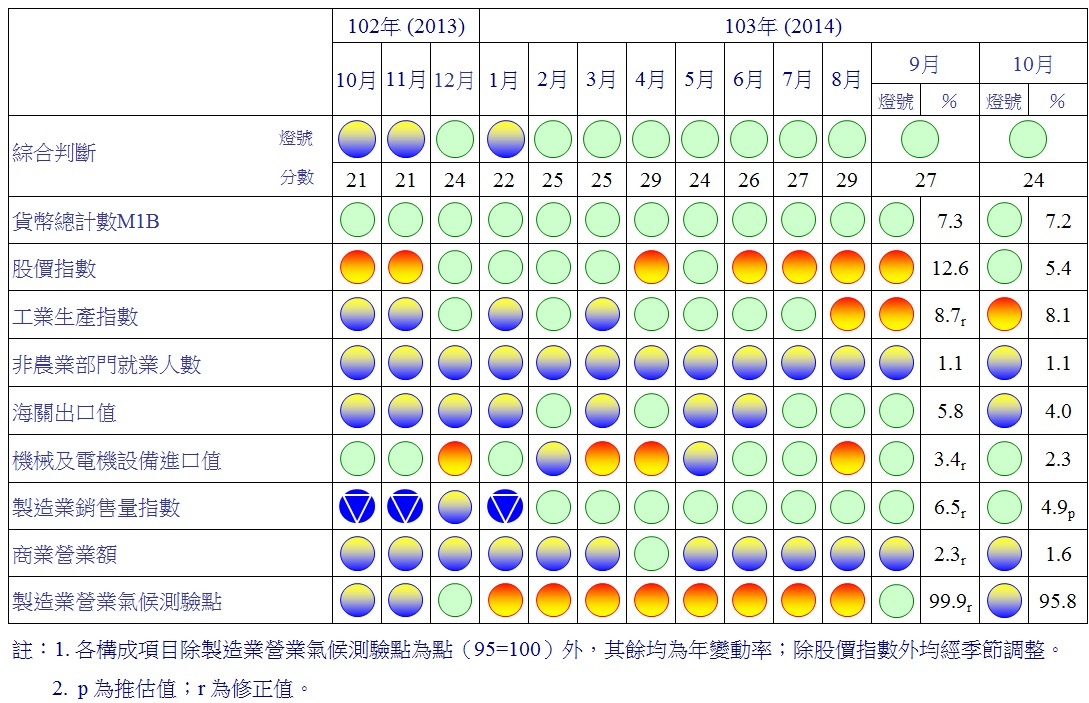 102年 (2013) 103年 (2014)
10月 11月 12月 1月 2月 3月 4月 5月 6月 7月 8月 9月 10月
燈號 % 燈號 %
綜合判斷 燈號
分數 21 21 24 22 25 25 29 24 26 27 29 27 24
貨幣總計數M1B 7.3 7.2
股價指數 12.6 5.4
工業生產指數 8.7r 8.1
非農業部門就業人數 1.1 1.1
海關出口值 5.8 4.0
機械及電機設備進口值 3.4r 2.3
製造業銷售量指數 6.5r 4.9p
商業營業額 2.3r 1.6
製造業營業氣候測驗點 99.9r 95.8
註：1. 各構成項目除製造業營業氣候測驗點為點（95=100）外，其餘均為年變動率；除股價指數外均經季節調整。
2. p 為推估值；r 為修正值。